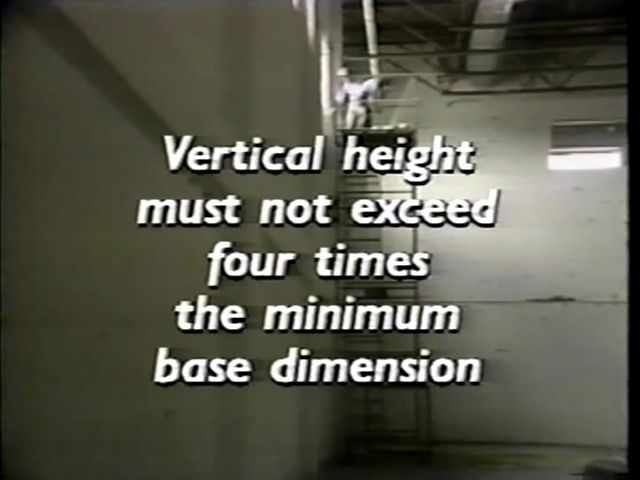 Vertical height
must not exceed
four times
the minimum
base dimension